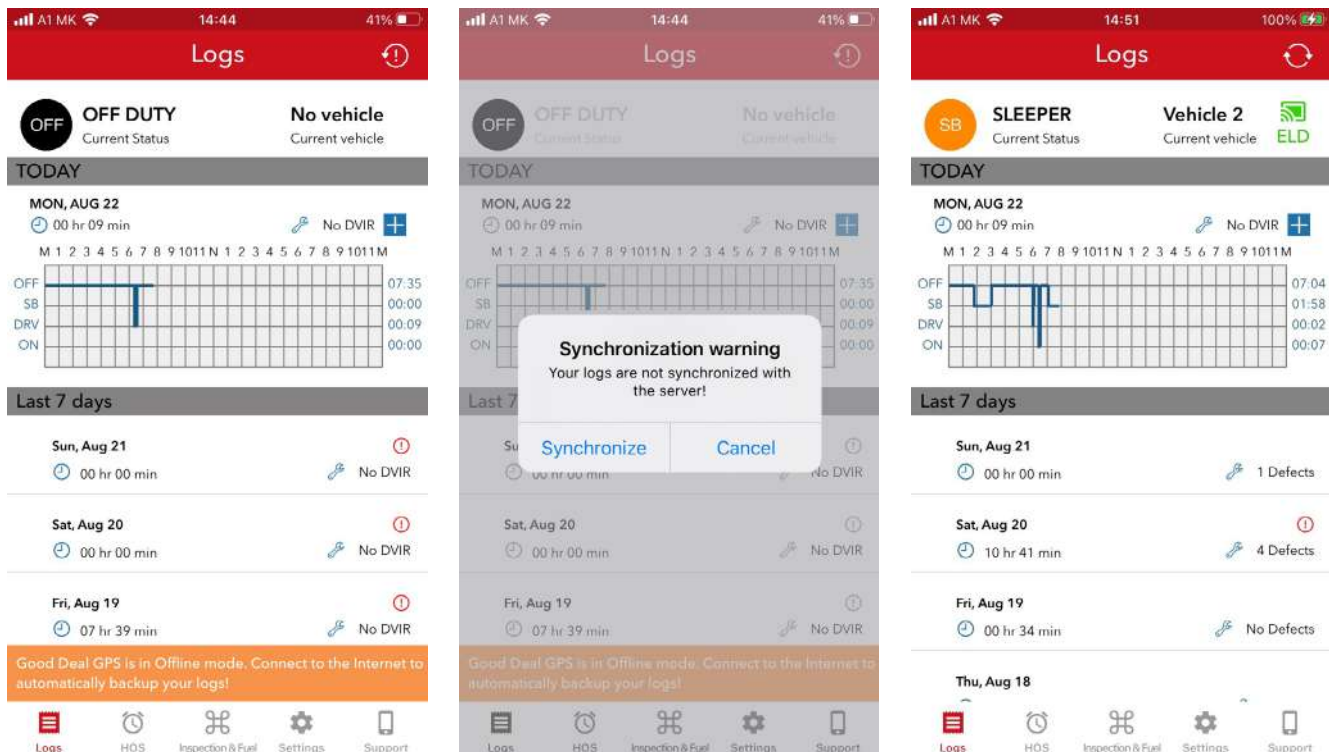 A1 MK 14:44 41%
Logs
OFF OFF DUTY No vehicle
Current Status Current vehicle
TODAY
MON, AUG 22
00 hr 09 min No DVIR
M 1 2 3 4 5 6 7 8 9 10 11 N 1 2 3 4 5 6 7 8 9 10 11 M
OFF 07:35
SB 00:00
DRV 00:09
ON 00:00
Last 7 days
Sun, Aug 21
00 hr 00 min No DVIR
Sat, Aug 20
00 hr 00 min No DVIR
Fri, Aug 19
07 hr 39 min No DVIR
Good Deal GPS is in Offline mode. Connect to the Internet to
automatically backup your logs!
Logs HOS Inspection & Fuel Settings Support
A1 MK 14:44 41%
Logs
OFF OFF DUTY No vehicle
Current Status Current vehicle
TODAY
MON, AUG 22
00 hr 09 min No DVIR
M 1 2 3 4 5 6 7 8 9 10 11 N 1 2 3 4 5 6 7 8 9 10 11 M
OFF 07:35
SB 00:00
DRV 00:09
ON 00:00
Synchronization warning
Your logs are not synchronized with
the server!
Synchronize Cancel
Last 7
Su
00 hr 00 min No DVIR
Sat, Aug 20
00 hr 00 min No DVIR
Fri, Aug 19
07 hr 39 min No DVIR
Good Deal GPS is in Offline mode. Connect to the Internet to
automatically backup your logs!
Logs HOS Inspection & Fuel Settings Support
A1 MK 14:51 100%
Logs
SB SLEEPER Vehicle 2
Current Status Current vehicle ELD
TODAY
MON, AUG 22
00 hr 09 min No DVIR
M 1 2 3 4 5 6 7 8 9 10 11 N 1 2 3 4 5 6 7 8 9 10 11 M
OFF 07:04
SB 01:58
DRV 00:02
ON 00:07
Last 7 days
Sun, Aug 21
00 hr 00 min 1 Defects
Sat, Aug 20
10 hr 41 min 4 Defects
Fri, Aug 19
00 hr 34 min No Defects
Thu, Aug 18
Logs HOS Inspection & Fuel Settings Support